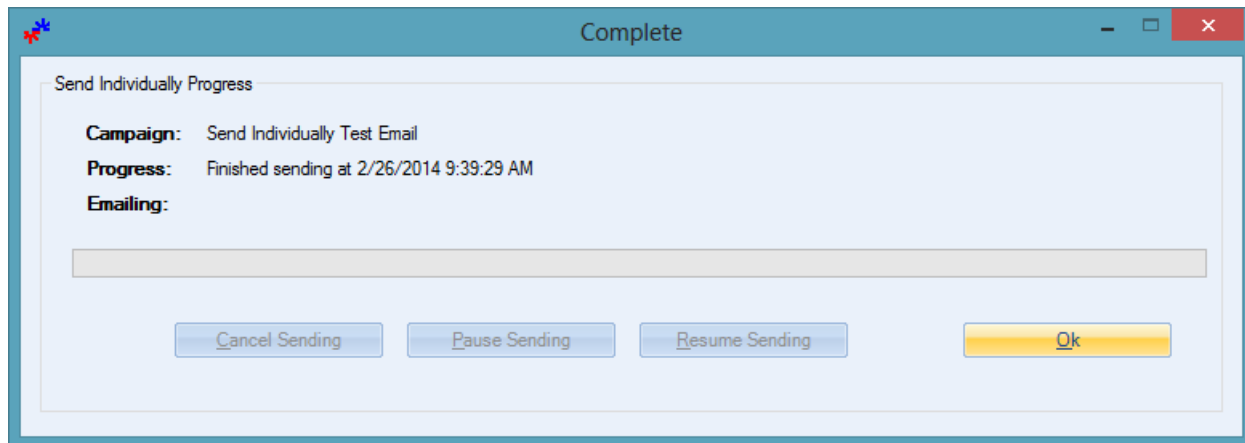 Complete
Send Individually Progress
Campaign: Send Individually Test Email
Progress: Finished sending at 2/26/2014 9:39:29 AM
Emailing:
Cancel Sending Pause Sending Resume Sending Ok